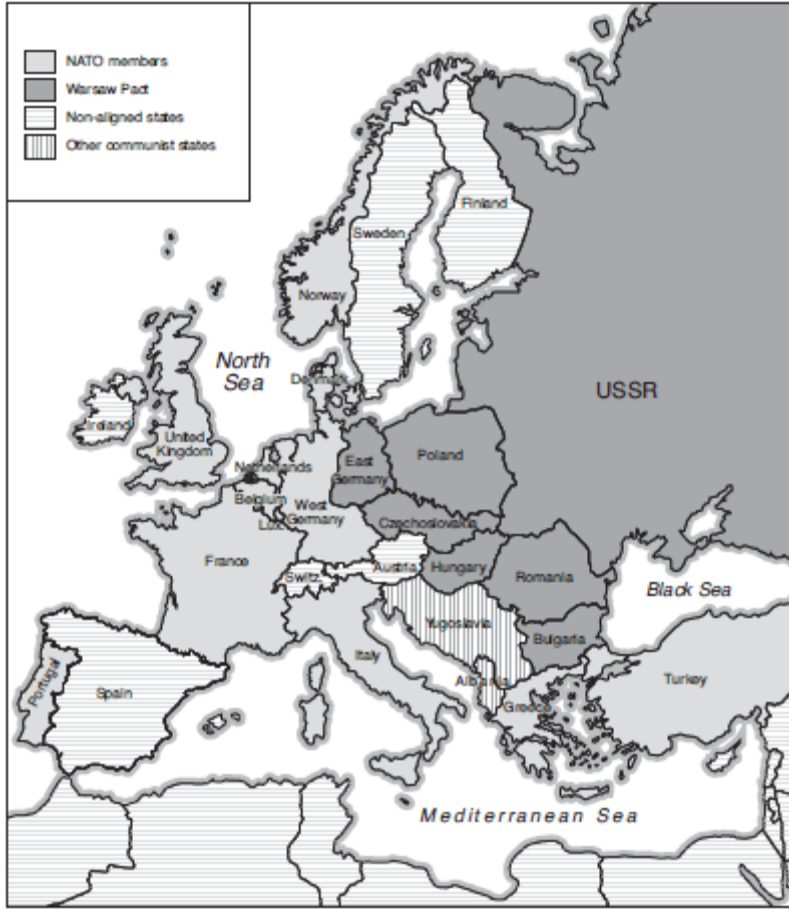 NATO members
Warsaw Pact
Non-aligned states
Other communist states
Finland
Sweden
Norway
North
Sea
Denmark
USSR
Ireland
United
Kingdom
Netherlands
East
Germany
Poland
Belgium
West
Germany
Lux.
Czechoslovakia
France
Switz.
Austria
Hungary
Romania
Black Sea
Yugoslavia
Bulgaria
Italy
Portugal
Spain
Albania
Greece
Turkey
Mediterranean Sea